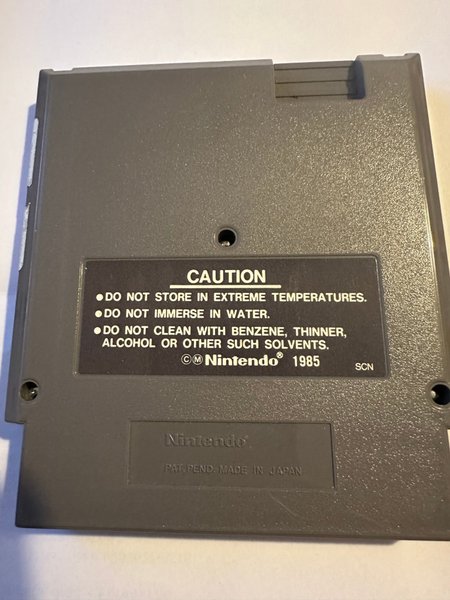 CAUTION
●DO NOT STORE IN EXTREME TEMPERATURES.
●DO NOT IMMERSE IN WATER.
●DO NOT CLEAN WITH BENZENE, THINNER,
ALCOHOL OR OTHER SUCH SOLVENTS.
©Ⓜ Nintendo® 1985 SCN
Nintendo®
PAT. PEND. MADE IN JAPAN